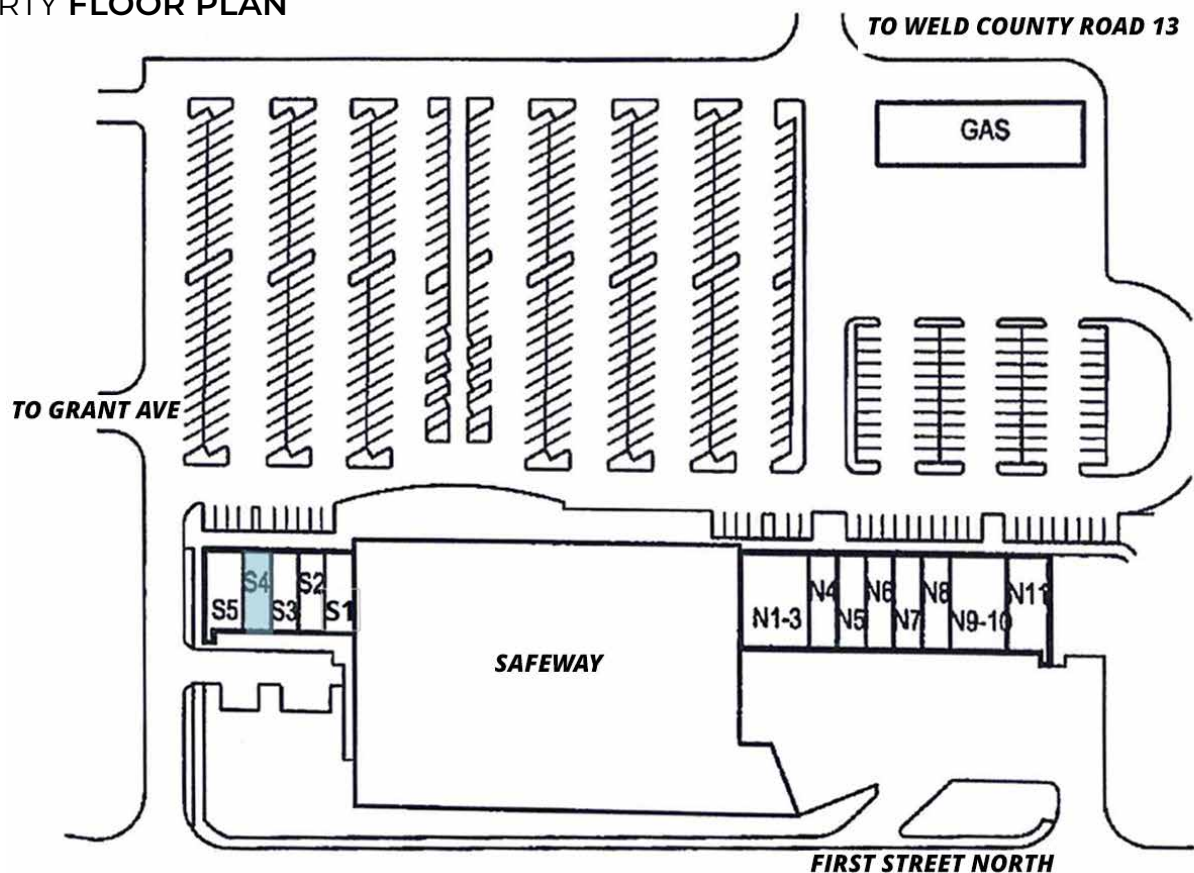 RTY FLOOR PLAN
TO WELD COUNTY ROAD 13
GAS
TO GRANT AVE
S5 S4 S3 S2 S1
N1-3 N4 N5 N6 N7 N8 N9-10 N11
SAFEWAY
FIRST STREET NORTH